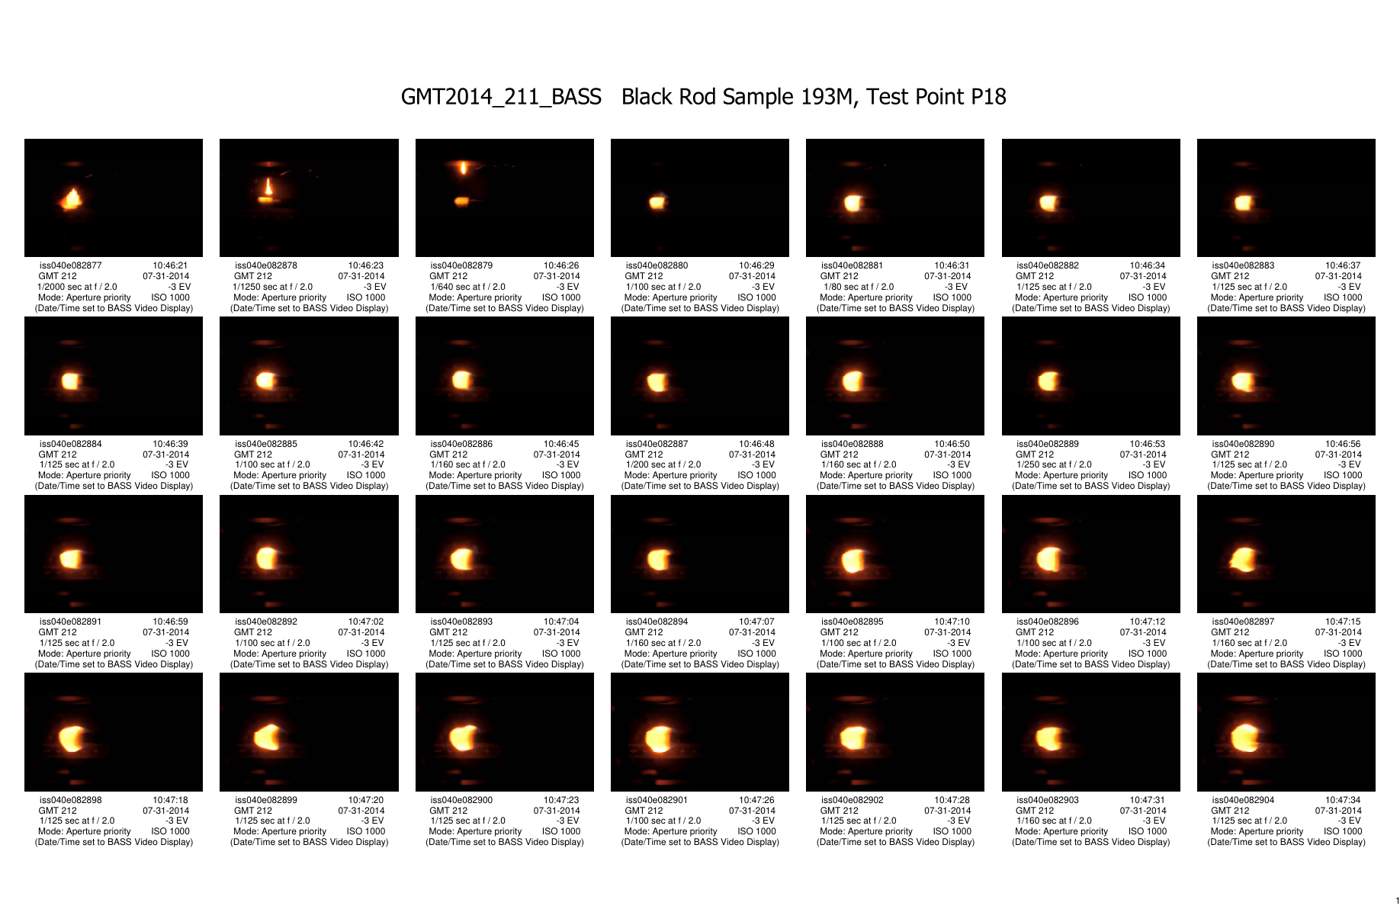 GMT2014_211_BASS Black Rod Sample 193M, Test Point P18
iss040e082877 10:46:21
GMT 212 07-31-2014
1/2000 sec at f / 2.0 -3 EV
Mode: Aperture priority ISO 1000
(Date/Time set to BASS Video Display)
iss040e082878 10:46:23
GMT 212 07-31-2014
1/1250 sec at f / 2.0 -3 EV
Mode: Aperture priority ISO 1000
(Date/Time set to BASS Video Display)
iss040e082879 10:46:26
GMT 212 07-31-2014
1/640 sec at f / 2.0 -3 EV
Mode: Aperture priority ISO 1000
(Date/Time set to BASS Video Display)
iss040e082880 10:46:29
GMT 212 07-31-2014
1/100 sec at f / 2.0 -3 EV
Mode: Aperture priority ISO 1000
(Date/Time set to BASS Video Display)
iss040e082881 10:46:31
GMT 212 07-31-2014
1/80 sec at f / 2.0 -3 EV
Mode: Aperture priority ISO 1000
(Date/Time set to BASS Video Display)
iss040e082882 10:46:34
GMT 212 07-31-2014
1/125 sec at f / 2.0 -3 EV
Mode: Aperture priority ISO 1000
(Date/Time set to BASS Video Display)
iss040e082883 10:46:37
GMT 212 07-31-2014
1/125 sec at f / 2.0 -3 EV
Mode: Aperture priority ISO 1000
(Date/Time set to BASS Video Display)
iss040e082884 10:46:39
GMT 212 07-31-2014
1/125 sec at f / 2.0 -3 EV
Mode: Aperture priority ISO 1000
(Date/Time set to BASS Video Display)
iss040e082885 10:46:42
GMT 212 07-31-2014
1/100 sec at f / 2.0 -3 EV
Mode: Aperture priority ISO 1000
(Date/Time set to BASS Video Display)
iss040e082886 10:46:45
GMT 212 07-31-2014
1/160 sec at f / 2.0 -3 EV
Mode: Aperture priority ISO 1000
(Date/Time set to BASS Video Display)
iss040e082887 10:46:48
GMT 212 07-31-2014
1/200 sec at f / 2.0 -3 EV
Mode: Aperture priority ISO 1000
(Date/Time set to BASS Video Display)
iss040e082888 10:46:50
GMT 212 07-31-2014
1/160 sec at f / 2.0 -3 EV
Mode: Aperture priority ISO 1000
(Date/Time set to BASS Video Display)
iss040e082889 10:46:53
GMT 212 07-31-2014
1/250 sec at f / 2.0 -3 EV
Mode: Aperture priority ISO 1000
(Date/Time set to BASS Video Display)
iss040e082890 10:46:56
GMT 212 07-31-2014
1/125 sec at f / 2.0 -3 EV
Mode: Aperture priority ISO 1000
(Date/Time set to BASS Video Display)
iss040e082891 10:46:59
GMT 212 07-31-2014
1/125 sec at f / 2.0 -3 EV
Mode: Aperture priority ISO 1000
(Date/Time set to BASS Video Display)
iss040e082892 10:47:02
GMT 212 07-31-2014
1/100 sec at f / 2.0 -3 EV
Mode: Aperture priority ISO 1000
(Date/Time set to BASS Video Display)
iss040e082893 10:47:04
GMT 212 07-31-2014
1/125 sec at f / 2.0 -3 EV
Mode: Aperture priority ISO 1000
(Date/Time set to BASS Video Display)
iss040e082894 10:47:07
GMT 212 07-31-2014
1/160 sec at f / 2.0 -3 EV
Mode: Aperture priority ISO 1000
(Date/Time set to BASS Video Display)
iss040e082895 10:47:10
GMT 212 07-31-2014
1/100 sec at f / 2.0 -3 EV
Mode: Aperture priority ISO 1000
(Date/Time set to BASS Video Display)
iss040e082896 10:47:12
GMT 212 07-31-2014
1/100 sec at f / 2.0 -3 EV
Mode: Aperture priority ISO 1000
(Date/Time set to BASS Video Display)
iss040e082897 10:47:15
GMT 212 07-31-2014
1/160 sec at f / 2.0 -3 EV
Mode: Aperture priority ISO 1000
(Date/Time set to BASS Video Display)
iss040e082898 10:47:18
GMT 212 07-31-2014
1/125 sec at f / 2.0 -3 EV
Mode: Aperture priority ISO 1000
(Date/Time set to BASS Video Display)
iss040e082899 10:47:20
GMT 212 07-31-2014
1/125 sec at f / 2.0 -3 EV
Mode: Aperture priority ISO 1000
(Date/Time set to BASS Video Display)
iss040e082900 10:47:23
GMT 212 07-31-2014
1/125 sec at f / 2.0 -3 EV
Mode: Aperture priority ISO 1000
(Date/Time set to BASS Video Display)
iss040e082901 10:47:26
GMT 212 07-31-2014
1/100 sec at f / 2.0 -3 EV
Mode: Aperture priority ISO 1000
(Date/Time set to BASS Video Display)
iss040e082902 10:47:28
GMT 212 07-31-2014
1/125 sec at f / 2.0 -3 EV
Mode: Aperture priority ISO 1000
(Date/Time set to BASS Video Display)
iss040e082903 10:47:31
GMT 212 07-31-2014
1/160 sec at f / 2.0 -3 EV
Mode: Aperture priority ISO 1000
(Date/Time set to BASS Video Display)
iss040e082904 10:47:34
GMT 212 07-31-2014
1/125 sec at f / 2.0 -3 EV
Mode: Aperture priority ISO 1000
(Date/Time set to BASS Video Display)